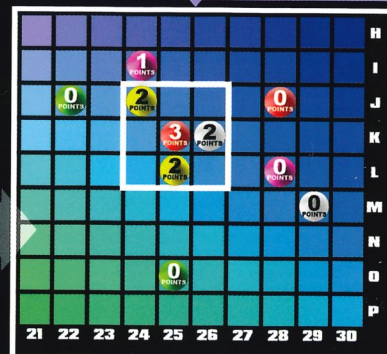 H
1 POINTS I
0 POINTS 2 POINTS 0 POINTS J
3 POINTS 2 POINTS K
2 POINTS 0 POINTS L
0 POINTS M
N
0 POINTS O
P
21 22 23 24 25 26 27 28 29 30